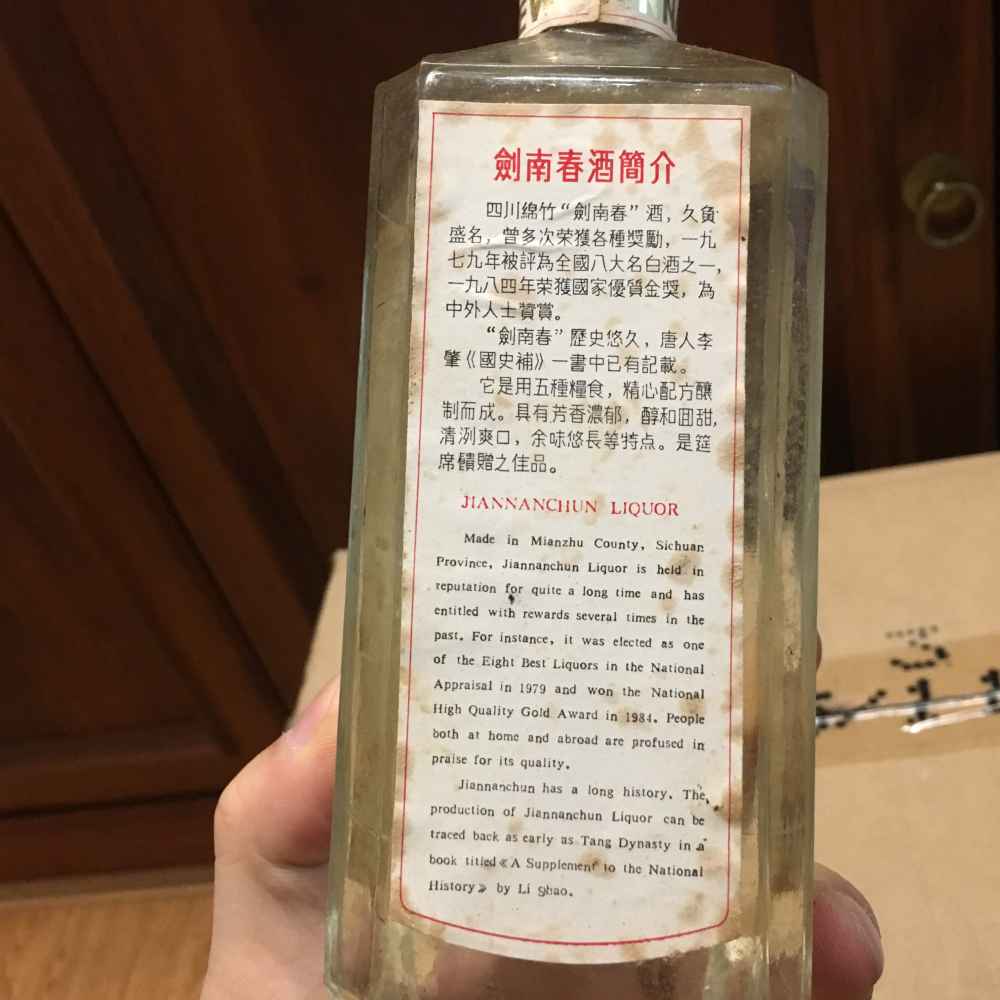 劍南春酒簡介
四川綿竹“劍南春”酒，久負
盛名，曾多次荣獲各種獎勵，一九
七九年被評為全國八大名白酒之一，
一九八四年荣獲國家優質金獎，為
中外人士贊賞。
“劍南春”歷史悠久，唐人李
肇《國史補》一書中已有記載。
它是用五種糧食，精心配方釀
制而成。具有芳香濃郁，醇和回甜，
清洌爽口，余味悠長等特点。是筵
席饋贈之佳品。
JIANNANCHUN LIQUOR
Made in Mianzhu County, Sichuan
Province, Jiannanchun Liquor is held in
reputation for quite a long time and has
entitled with rewards several times in the
past. For instance, it was elected as one
of the Eight Best Liquors in the National
Appraisal in 1979 and won the National
High Quality Gold Award in 1984. People
both at home and abroad are profused in
praise for its quality.
Jiannanchun has a long history. The
production of Jiannanchun Liquor can be
traced back as early as Tang Dynasty in a
book titled《A Supplement to the National
History》by Li Shao.